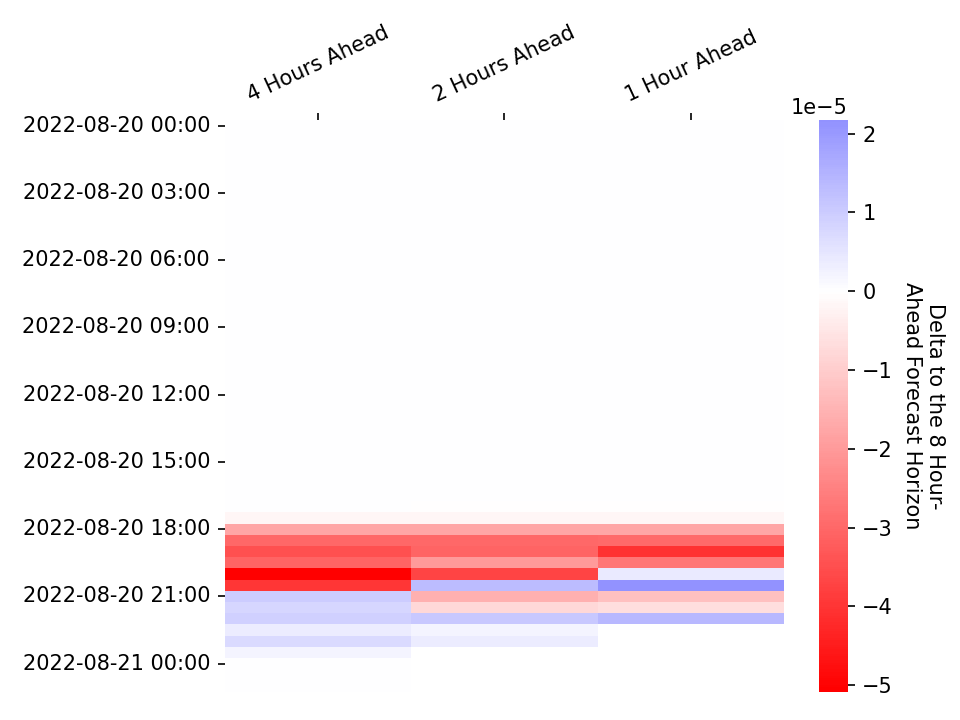 4 Hours Ahead
2 Hours Ahead
1 Hour Ahead
2022-08-20 00:00
2022-08-20 03:00
2022-08-20 06:00
2022-08-20 09:00
2022-08-20 12:00
2022-08-20 15:00
2022-08-20 18:00
2022-08-20 21:00
2022-08-21 00:00
1e−5
2
1
0
−1
−2
−3
−4
−5
Delta to the 8 Hour-
Ahead Forecast Horizon